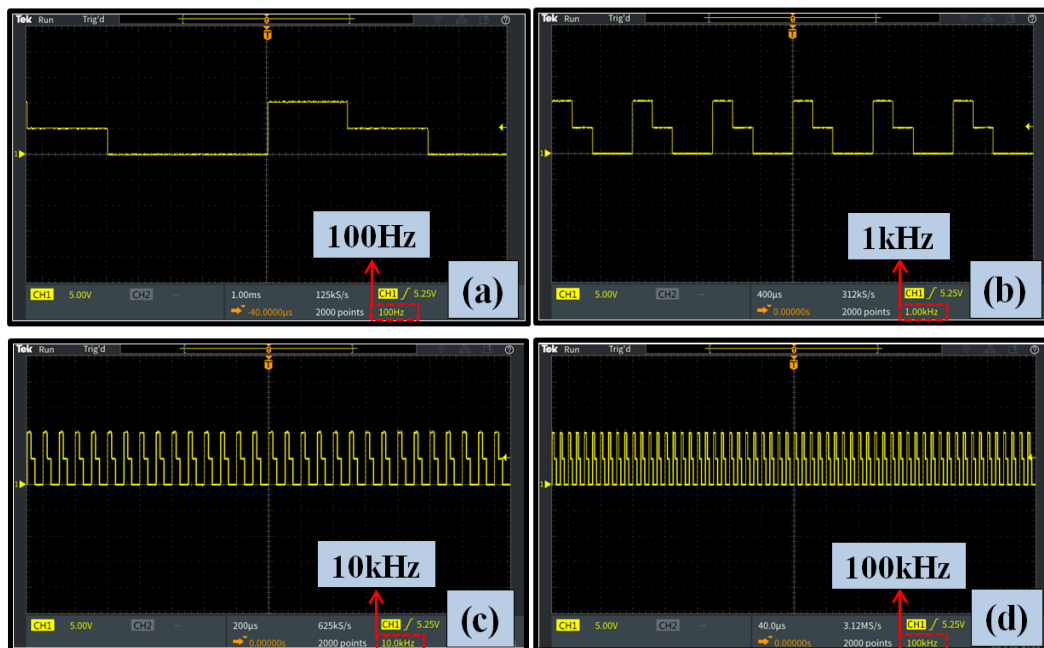 Tek Run Trig'd
T
1
100Hz
CH1 5.00V CH2 -- 1.00ms 125kS/s CH1 5.25V
-40.0000µs 2000 points 100Hz
(a)
Tek Run Trig'd
T
1
1kHz
CH1 5.00V CH2 -- 400µs 312kS/s CH1 5.25V
0.00000s 2000 points 1.00kHz
(b)
Tek Run Trig'd
T
1
10kHz
CH1 5.00V CH2 -- 200µs 625kS/s CH1 5.25V
0.00000s 2000 points 10.0kHz
(c)
Tek Run Trig'd
T
1
100kHz
CH1 5.00V CH2 -- 40.0µs 3.12MS/s CH1 5.25V
0.00000s 2000 points 100kHz
(d)